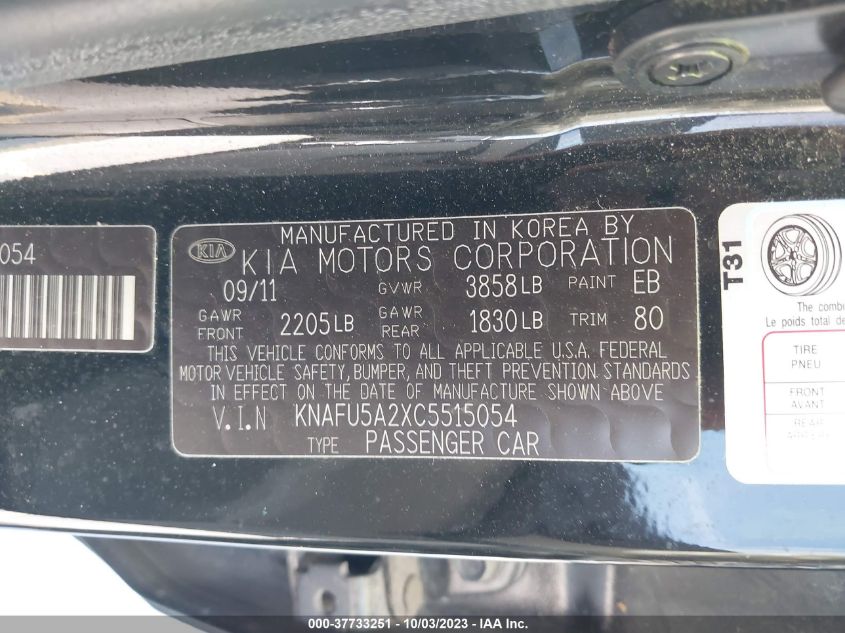 054
MANUFACTURED IN KOREA BY
KIA KIA MOTORS CORPORATION
09/11 GVWR 3858LB PAINT EB
GAWR FRONT 2205LB GAWR REAR 1830LB TRIM 80
THIS VEHICLE CONFORMS TO ALL APPLICABLE U.S.A. FEDERAL
MOTOR VEHICLE SAFETY, BUMPER, AND THEFT PREVENTION STANDARDS
IN EFFECT ON THE DATE OF MANUFACTURE SHOWN ABOVE
V.I.N KNAFU5A2XC5515054
TYPE PASSENGER CAR
T31
The combi
Le poids total de
TIRE
PNEU
FRONT
AVANT
REAR
000-37733251 - 10/03/2023 - IAAI Inc.